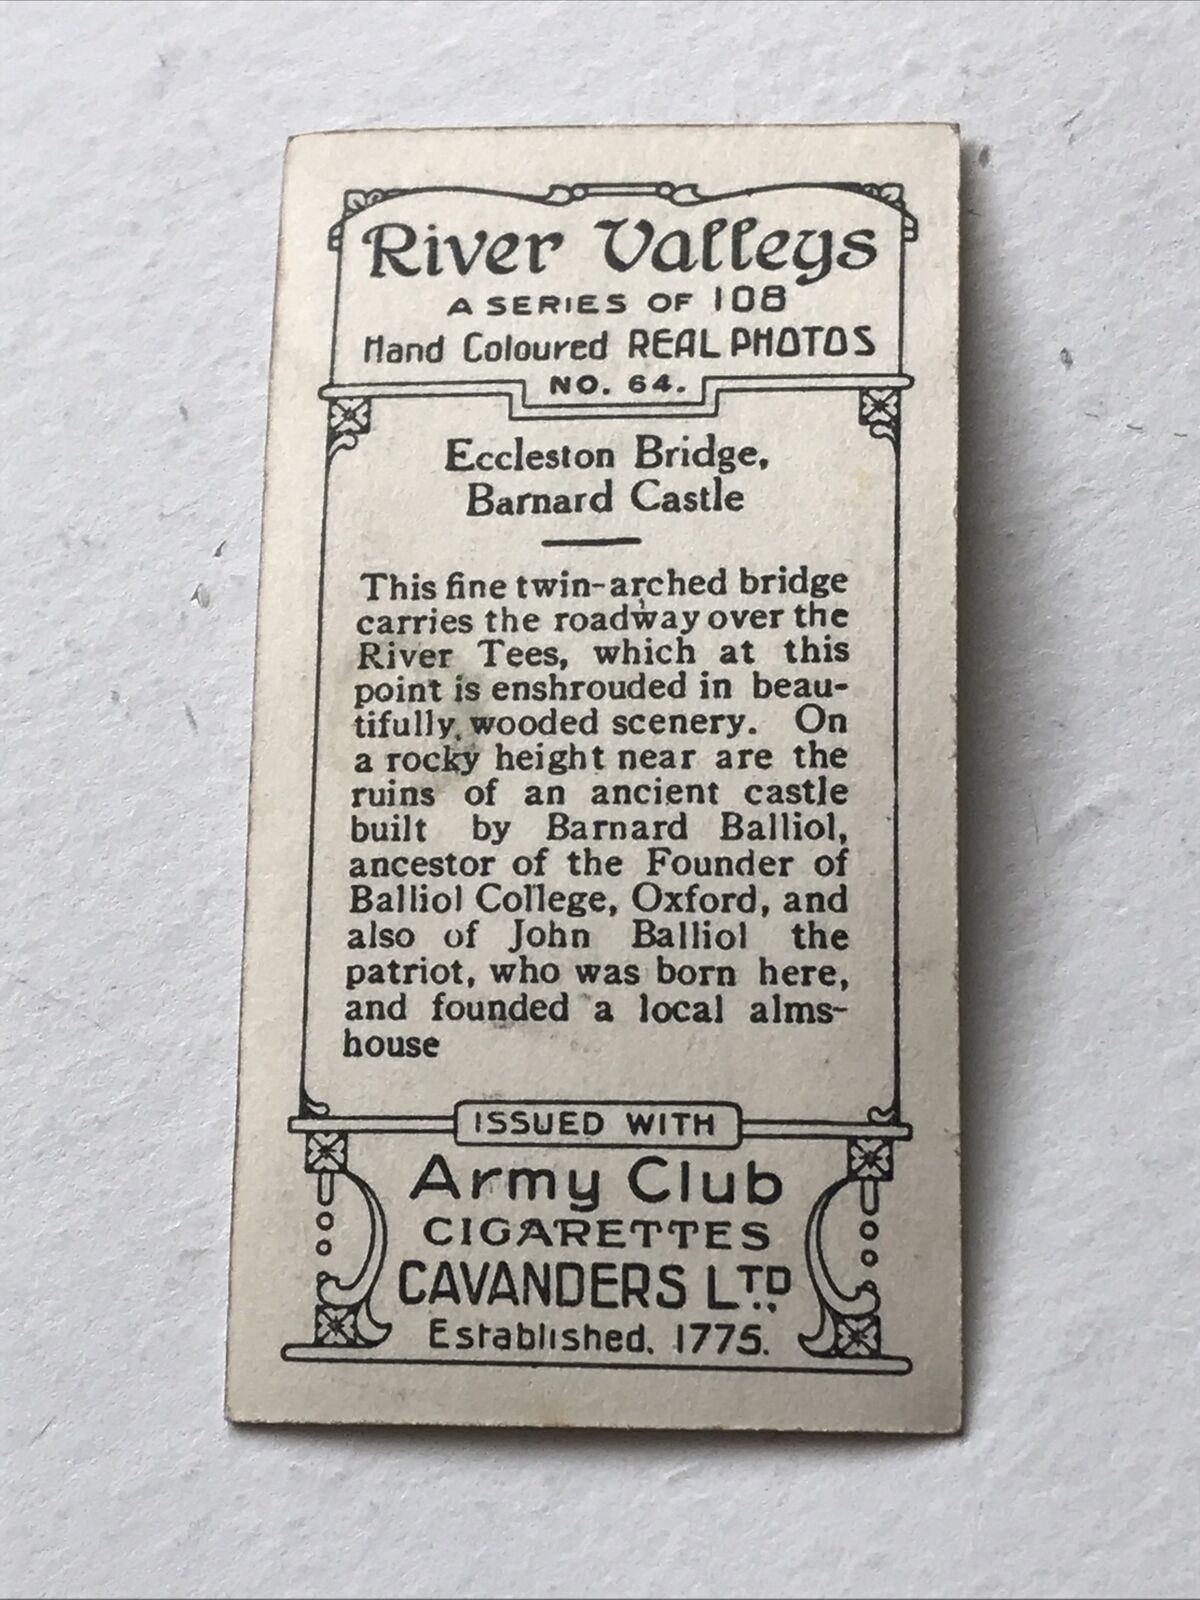 River Valleys
A SERIES OF 108
Hand Coloured REAL PHOTOS
NO. 64.
Eccleston Bridge,
Barnard Castle
This fine twin-arched bridge
carries the roadway over the
River Tees, which at this
point is enshrouded in beau-
tifully wooded scenery. On
a rocky height near are the
ruins of an ancient castle
built by Barnard Balliol,
ancestor of the Founder of
Balliol College, Oxford, and
also of John Balliol the
patriot, who was born here,
and founded a local alms-
house
ISSUED WITH
Army Club
CIGARETTES
CAVANDERS LTD
Established. 1775.